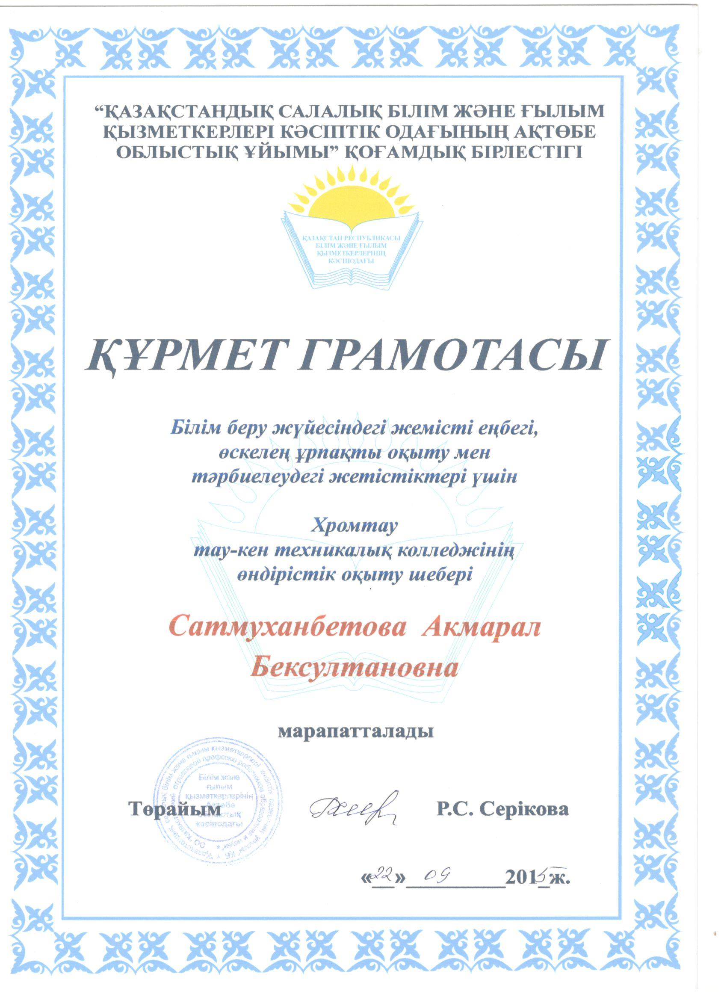 “ҚАЗАҚСТАНДЫҚ САЛАЛЫҚ БІЛІМ ЖӘНЕ ҒЫЛЫМ
ҚЫЗМЕТКЕРЛЕРІ КӘСІПТІК ОДАҒЫНЫҢ АҚТӨБЕ
ОБЛЫСТЫҚ ҰЙЫМЫ” ҚОҒАМДЫҚ БІРЛЕСТІГІ
ҚАЗАҚСТАН РЕСПУБЛИКАСЫ
БІЛІМ ЖӘНЕ ҒЫЛЫМ
ҚЫЗМЕТКЕРЛЕРІНІҢ
КӘСІПОДАҒЫ
ҚҰРМЕТ ГРАМОТАСЫ
Білім беру жүйесіндегі жемісті еңбегі,
өскелең ұрпақты оқыту мен
тәрбиелеудегі жетістіктері үшін
Хромтау
тау-кен техникалық колледжінің
өндірістік оқыту шебері
Сатмуханбетова Акмарал
Бексултановна
марапатталады
Білім және
ғылым
қызметкерлерінің
Ақтөбе
облыстық
кәсіподағы
Төрайым Р.С. Серікова
«22» 09 2015 ж.